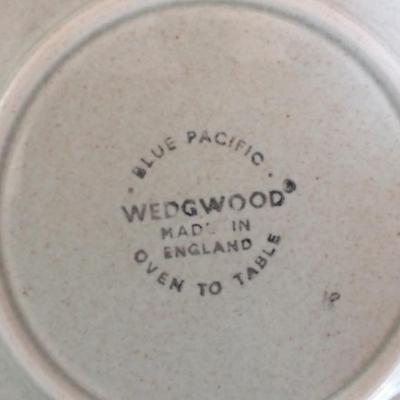 · BLUE PACIFIC ·
WEDGWOOD®
MADE IN
ENGLAND
OVEN TO TABLE